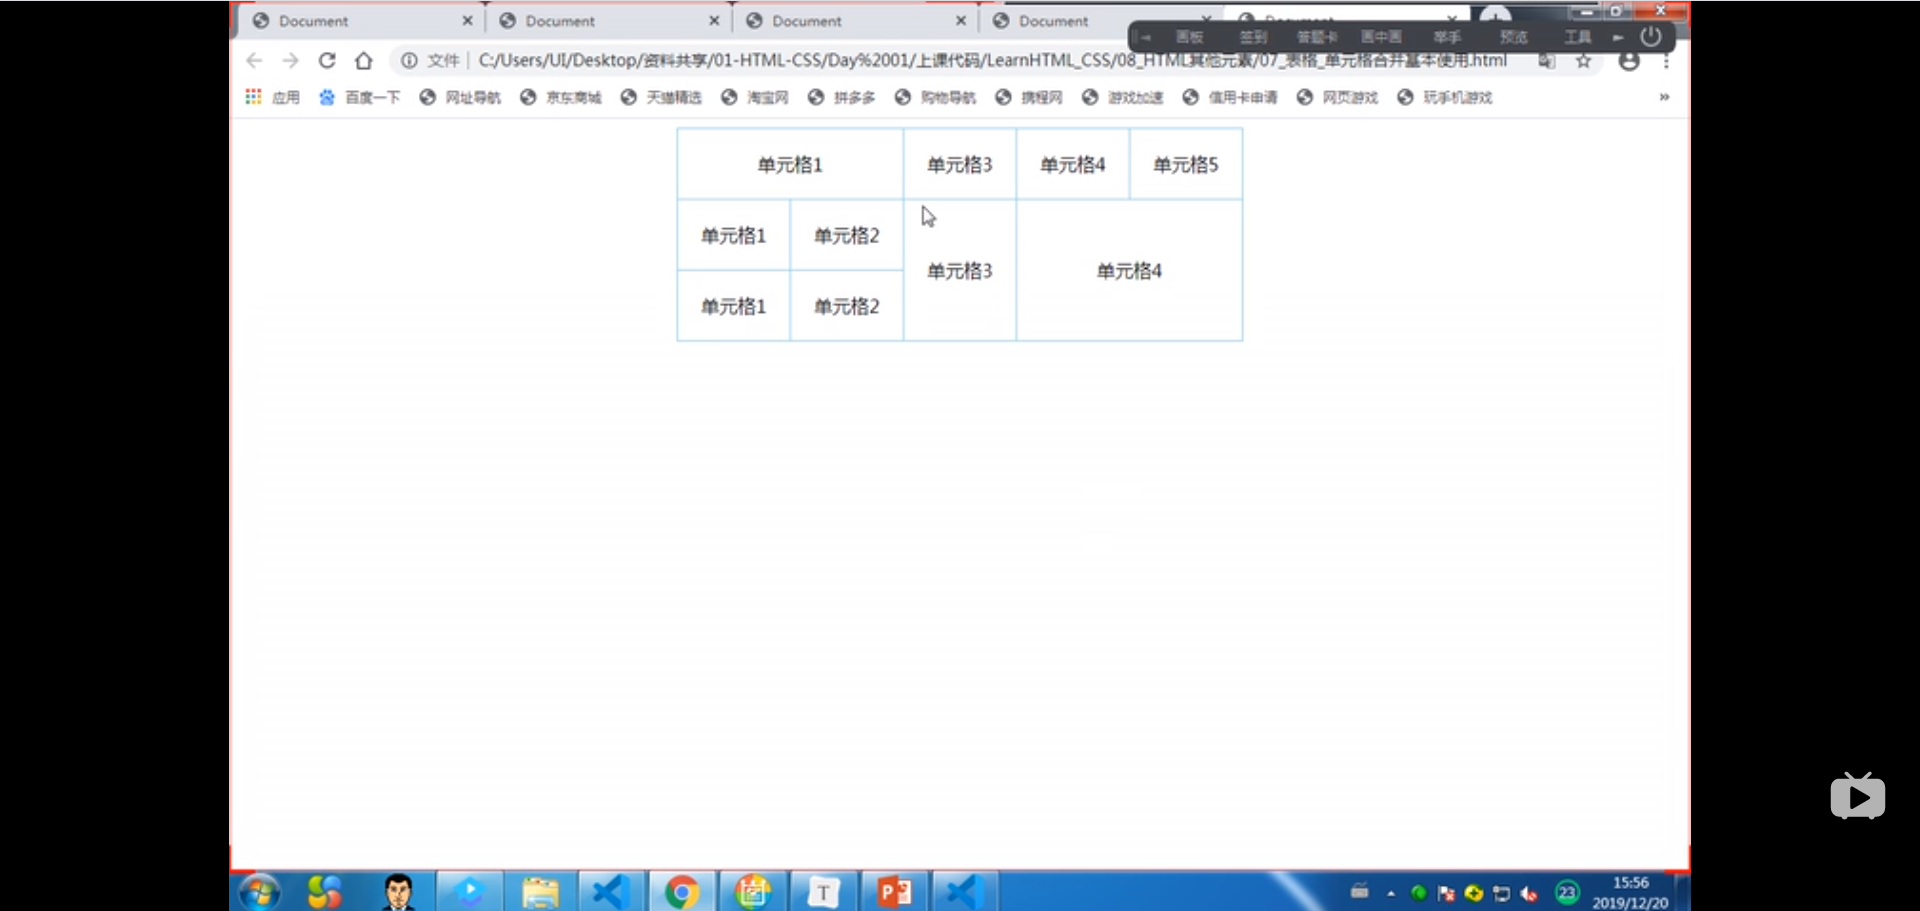 Document
Document
Document
Document
画板 签到 答题卡 画中画 举手 预览 工具
文件 | C:/Users/UI/Desktop/资料共享/01-HTML-CSS/Day%2001/上课代码/LearnHTML_CSS/08_HTML其他元素/07_表格_单元格合并基本使用.html
应用 百度一下 网址导航 京东商城 天猫精选 淘宝网 拼多多 购物导航 携程网 游戏加速 信用卡申请 网页游戏 玩手机游戏 »
单元格1 单元格3 单元格4 单元格5
单元格1 单元格2
单元格3 单元格4
单元格1 单元格2
T
P
23
15:56
2019/12/20